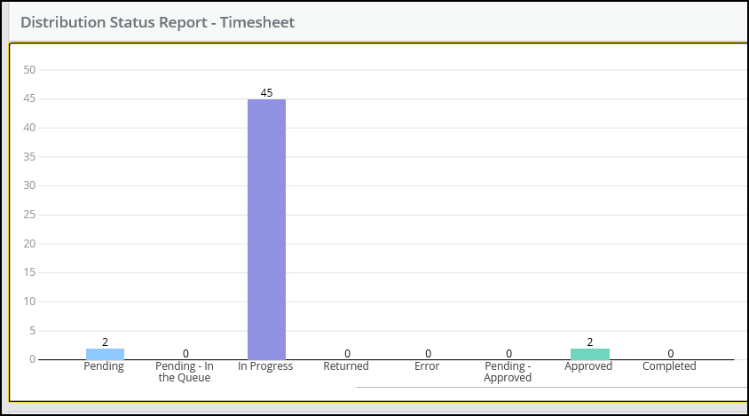 Distribution Status Report - Timesheet
50
45
40
35
30
25
20
15
10
5
0
2
0
45
0
0
0
2
0
Pending
Pending - In
the Queue
In Progress
Returned
Error
Pending -
Approved
Approved
Completed